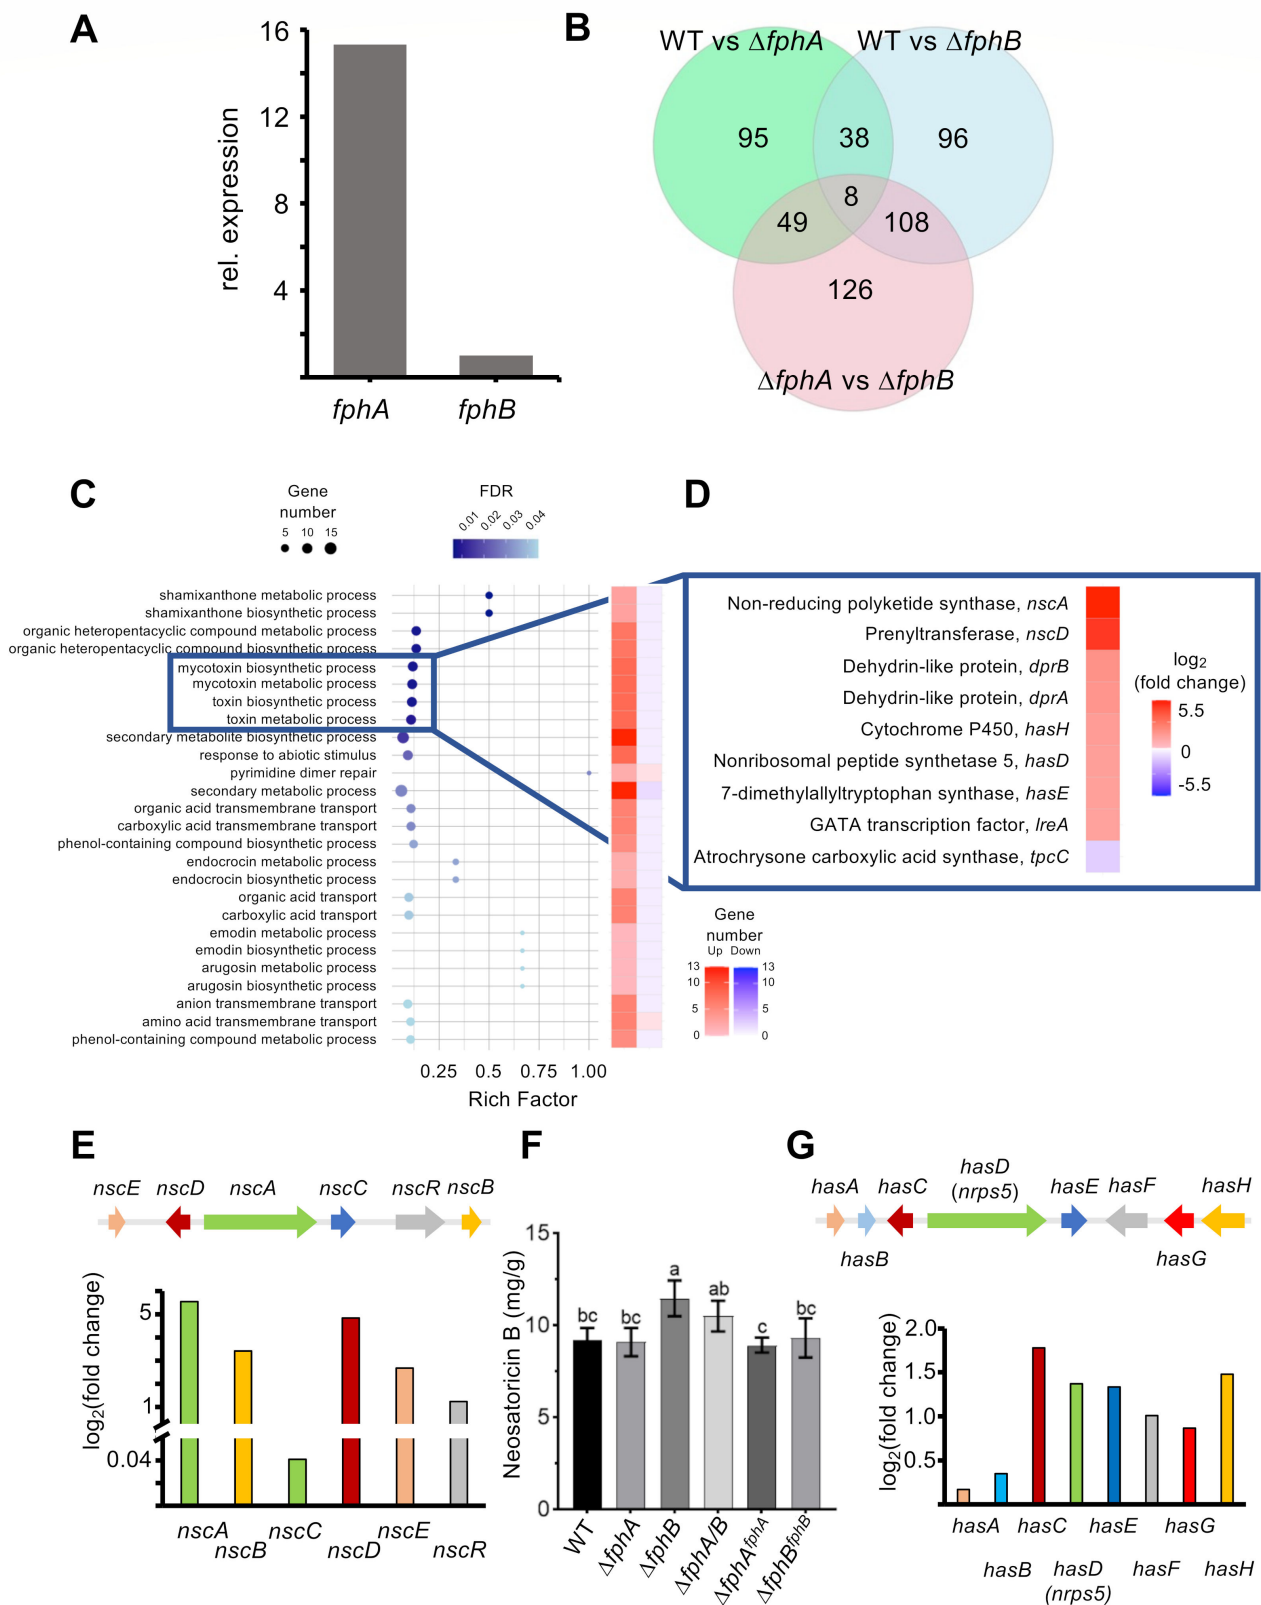 A
16
12
8
4
rel. expression
fphA
fphB
B
WT vs ΔfphA
WT vs ΔfphB
95
38
96
8
49
108
126
ΔfphA vs ΔfphB
C
Gene
number
5 10 15
FDR
0.01 0.02 0.03 0.04
shamixanthone metabolic process
shamixanthone biosynthetic process
organic heteropentacyclic compound metabolic process
organic heteropentacyclic compound biosynthetic process
mycotoxin biosynthetic process
mycotoxin metabolic process
toxin biosynthetic process
toxin metabolic process
secondary metabolite biosynthetic process
response to abiotic stimulus
pyrimidine dimer repair
secondary metabolic process
organic acid transmembrane transport
carboxylic acid transmembrane transport
phenol-containing compound biosynthetic process
endocrocin metabolic process
endocrocin biosynthetic process
organic acid transport
carboxylic acid transport
emodin metabolic process
emodin biosynthetic process
arugosin metabolic process
arugosin biosynthetic process
anion transmembrane transport
amino acid transmembrane transport
phenol-containing compound metabolic process
0.25 0.5 0.75 1.00
Rich Factor
Gene
number
Up Down
13 13
10 10
5 5
0 0
D
Non-reducing polyketide synthase, nscA
Prenyltransferase, nscD
Dehydrin-like protein, dprB
Dehydrin-like protein, dprA
Cytochrome P450, hasH
Nonribosomal peptide synthetase 5, hasD
7-dimethylallyltryptophan synthase, hasE
GATA transcription factor, lreA
Atrochrysone carboxylic acid synthase, tpcC
log2
(fold change)
5.5
0
-5.5
E
nscE nscD nscA nscC nscR nscB
log2(fold change)
5
1
0.04
nscA nscC nscE
nscB nscD nscR
F
Neosatoricin B (mg/g)
15
10
5
0
bc bc a ab c bc
WT ΔfphA ΔfphB ΔfphA/B ΔfphAfphA ΔfphBfphB
G
hasD
hasA hasC (nrps5) hasE hasF hasH
hasB hasG
log2(fold change)
2.0
1.5
1.0
0.5
hasA hasC hasE hasG
hasB hasD hasF hasH
(nrps5)